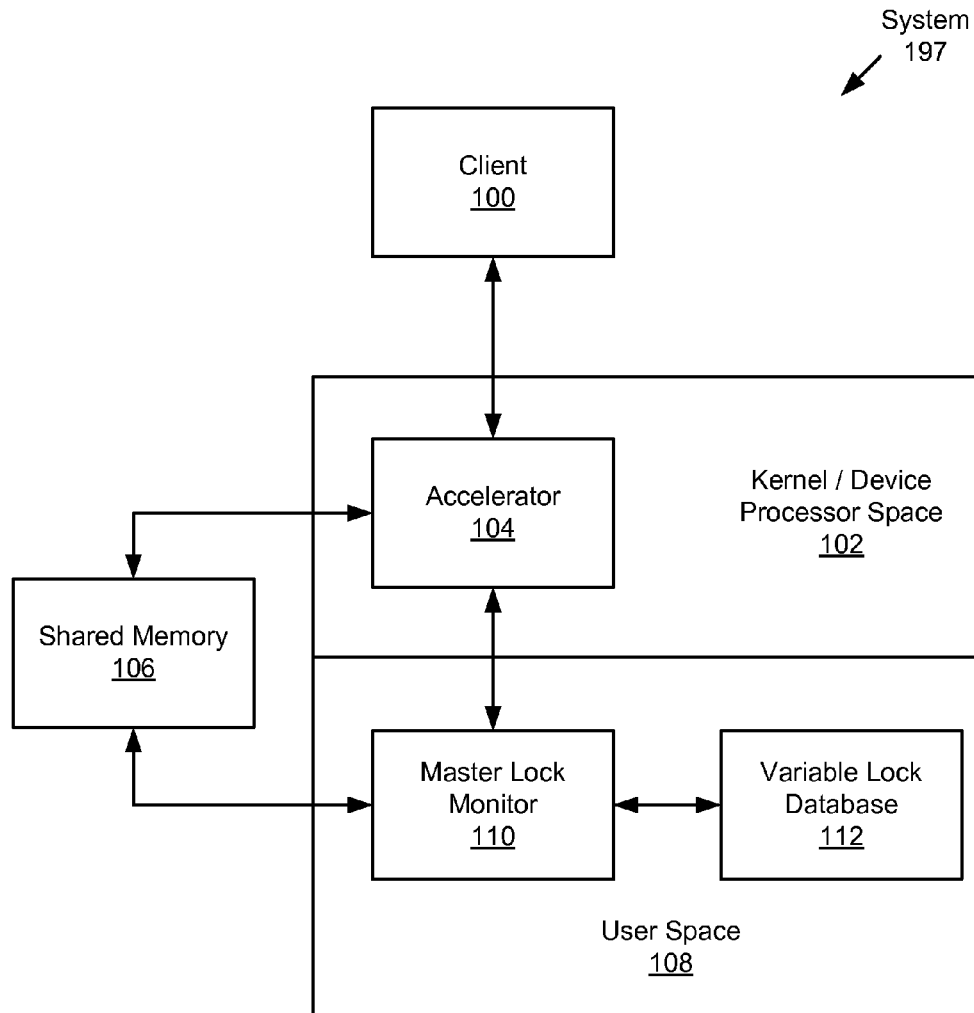 System
197
Client
100
Accelerator
104
Kernel / Device
Processor Space
102
Shared Memory
106
Master Lock
Monitor
110
Variable Lock
Database
112
User Space
108